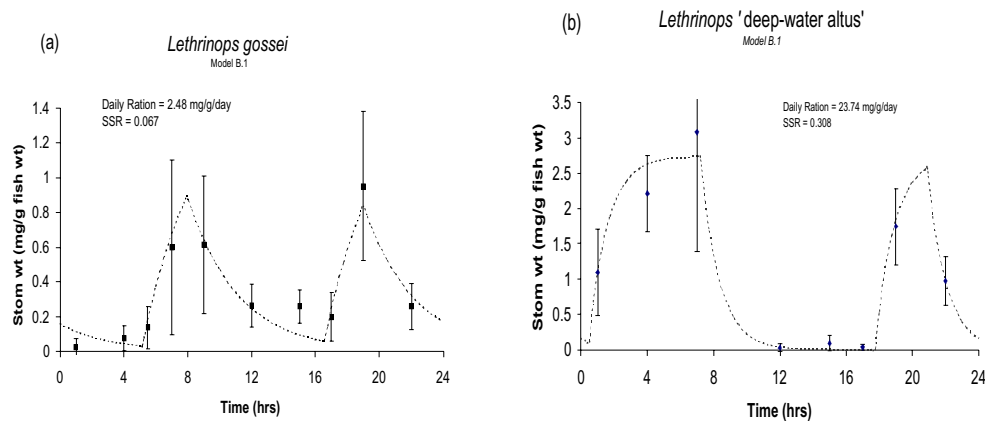 (a)
Lethrinops gossei
Model B.1
Daily Ration = 2.48 mg/g/day
SSR = 0.067
Stom wt (mg/g fish wt)
1.4
1.2
1
0.8
0.6
0.4
0.2
0
0 4 8 12 16 20 24
Time (hrs)
(b)
Lethrinops 'deep-water altus'
Model B.1
Daily Ration = 23.74 mg/g/day
SSR = 0.308
Stom wt (mg/g fish wt)
3.5
3
2.5
2
1.5
1
0.5
0
0 4 8 12 16 20 24
Time (hrs)